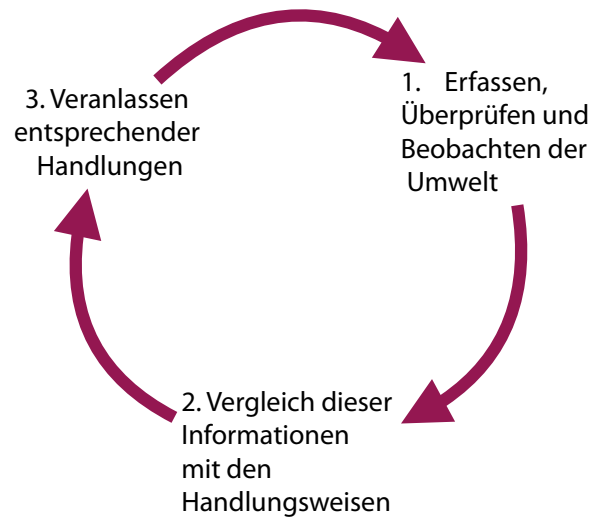 1. Erfassen,
Überprüfen und
Beobachten der
Umwelt
2. Vergleich dieser
Informationen
mit den
Handlungsweisen
3. Veranlassen
entsprechender
Handlungen